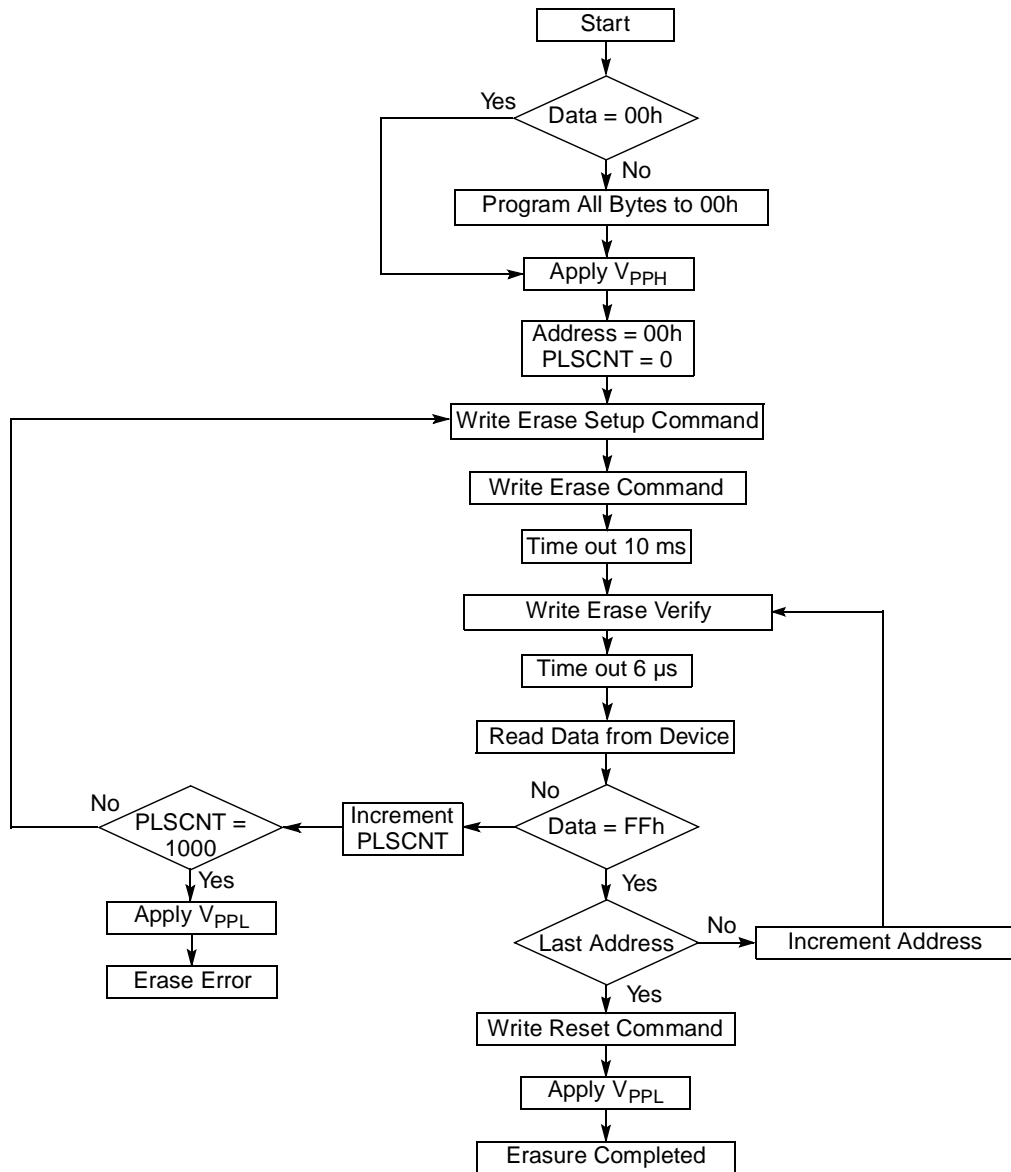 Start
Yes
Data = 00h
No
Program All Bytes to 00h
Apply VPPH
Address = 00h
PLSCNT = 0
Write Erase Setup Command
Write Erase Command
Time out 10 ms
Write Erase Verify
Time out 6 µs
Read Data from Device
No
Data = FFh
Increment
PLSCNT
No
PLSCNT =
1000
Yes
Apply VPPL
Erase Error
Yes
Last Address
No
Increment Address
Yes
Write Reset Command
Apply VPPL
Erasure Completed